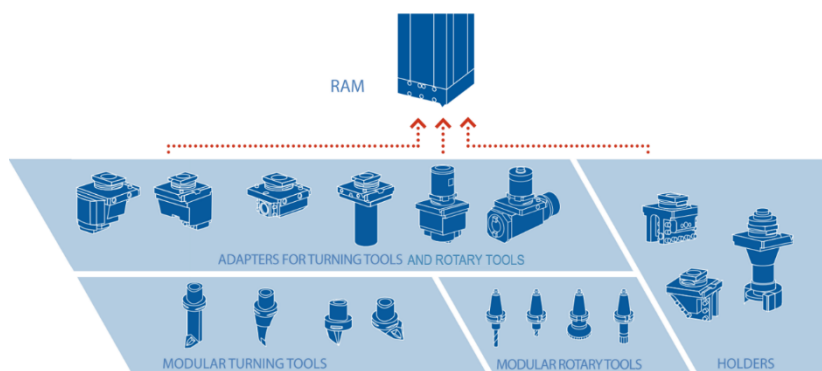 RAM
ADAPTERS FOR TURNING TOOLS AND ROTARY TOOLS
MODULAR TURNING TOOLS
MODULAR ROTARY TOOLS
HOLDERS